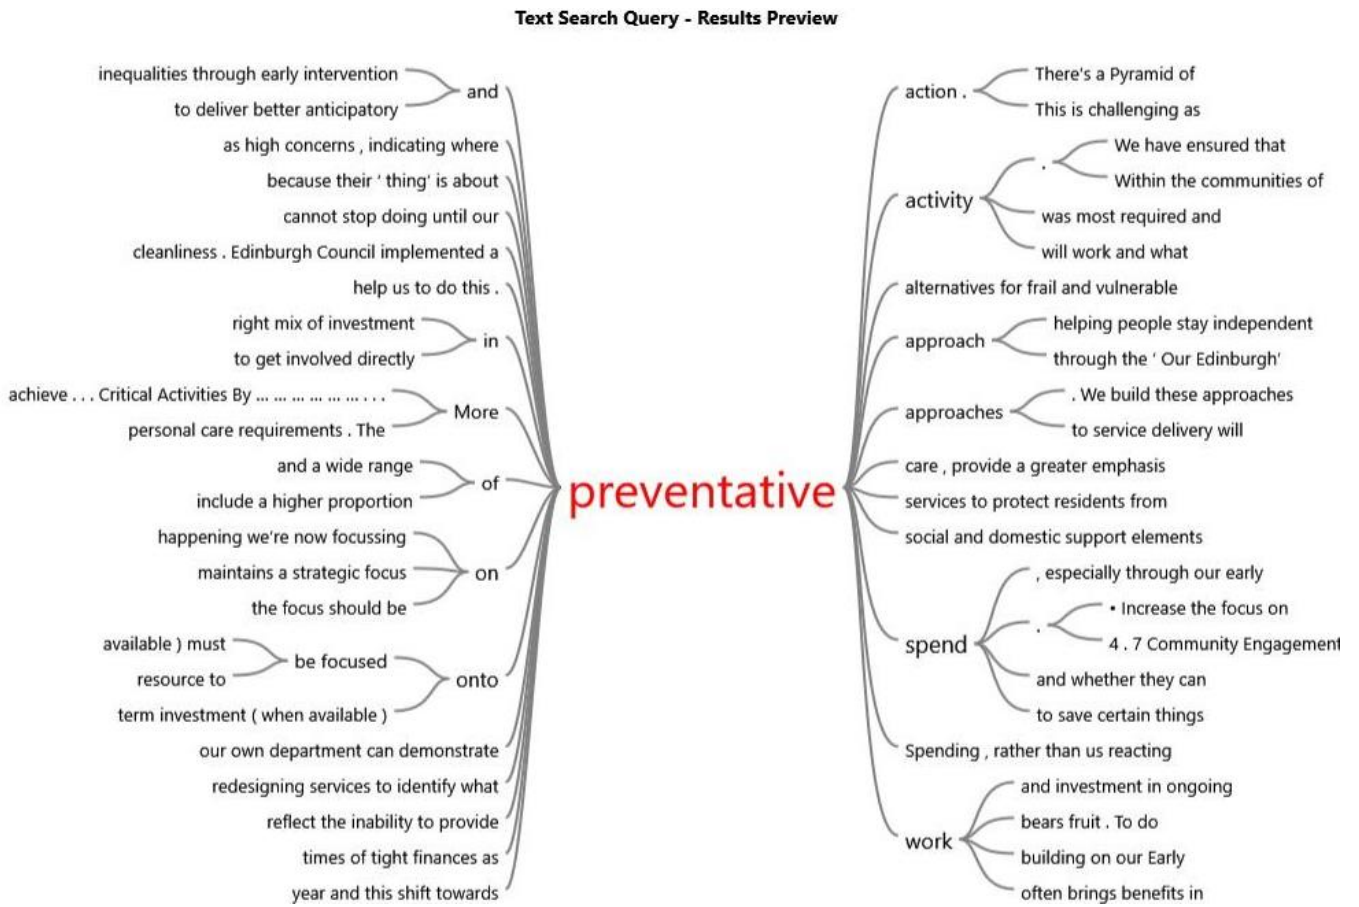 Text Search Query - Results Preview
inequalities through early intervention
to deliver better anticipatory
and
as high concerns , indicating where
because their ' thing' is about
cannot stop doing until our
cleanliness . Edinburgh Council implemented a
help us to do this .
right mix of investment
to get involved directly
in
achieve . . . Critical Activities By ... ... ... ... ... ... . . .
personal care requirements . The
More
and a wide range
include a higher proportion
of
happening we're now focussing
maintains a strategic focus
the focus should be
on
available ) must
resource to
be focused
term investment ( when available )
onto
our own department can demonstrate
redesigning services to identify what
reflect the inability to provide
times of tight finances as
year and this shift towards
preventative
action .
There's a Pyramid of
This is challenging as
activity
.
We have ensured that
Within the communities of
was most required and
will work and what
alternatives for frail and vulnerable
approach
helping people stay independent
through the ' Our Edinburgh'
approaches
. We build these approaches
to service delivery will
care , provide a greater emphasis
services to protect residents from
social and domestic support elements
spend
, especially through our early
.
• Increase the focus on
4 . 7 Community Engagement
and whether they can
to save certain things
Spending , rather than us reacting
work
and investment in ongoing
bears fruit . To do
building on our Early
often brings benefits in